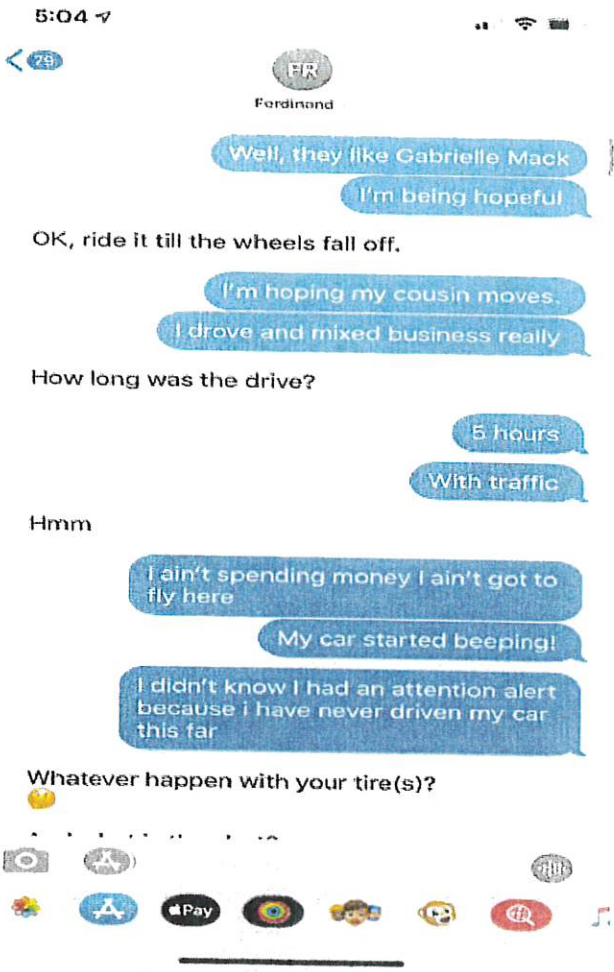 5:04
79
FR
Ferdinand
Well, they like Gabrielle Mack
I'm being hopeful
OK, ride it till the wheels fall off.
I'm hoping my cousin moves.
I drove and mixed business really
How long was the drive?
5 hours
With traffic
Hmm
I ain't spending money I ain't got to
fly here
My car started beeping!
I didn't know I had an attention alert
because i have never driven my car
this far
Whatever happen with your tire(s)?
Pay